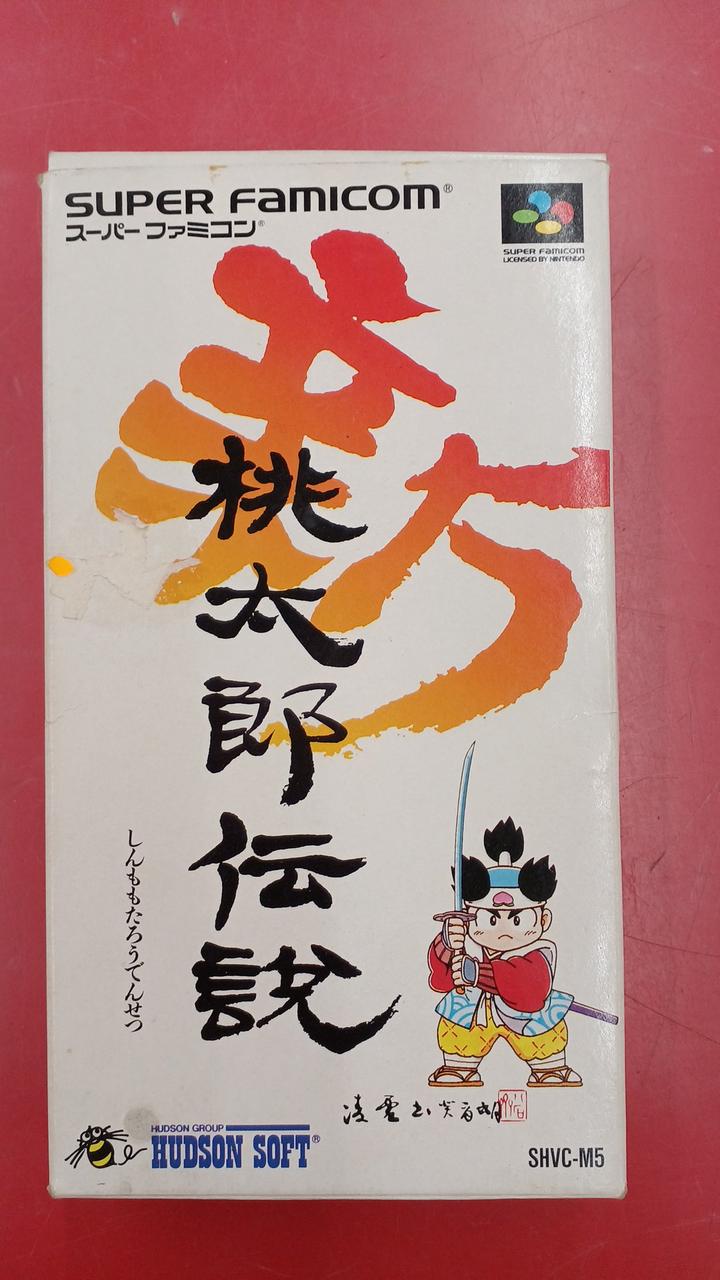 SUPER FAMICOM®
スーパーファミコン®
SUPER FAMICOM
LICENSED BY NINTENDO
新
桃太郎伝説
しんももたろうでんせつ
HUDSON GROUP
HUDSON SOFT®
SHVC-M5